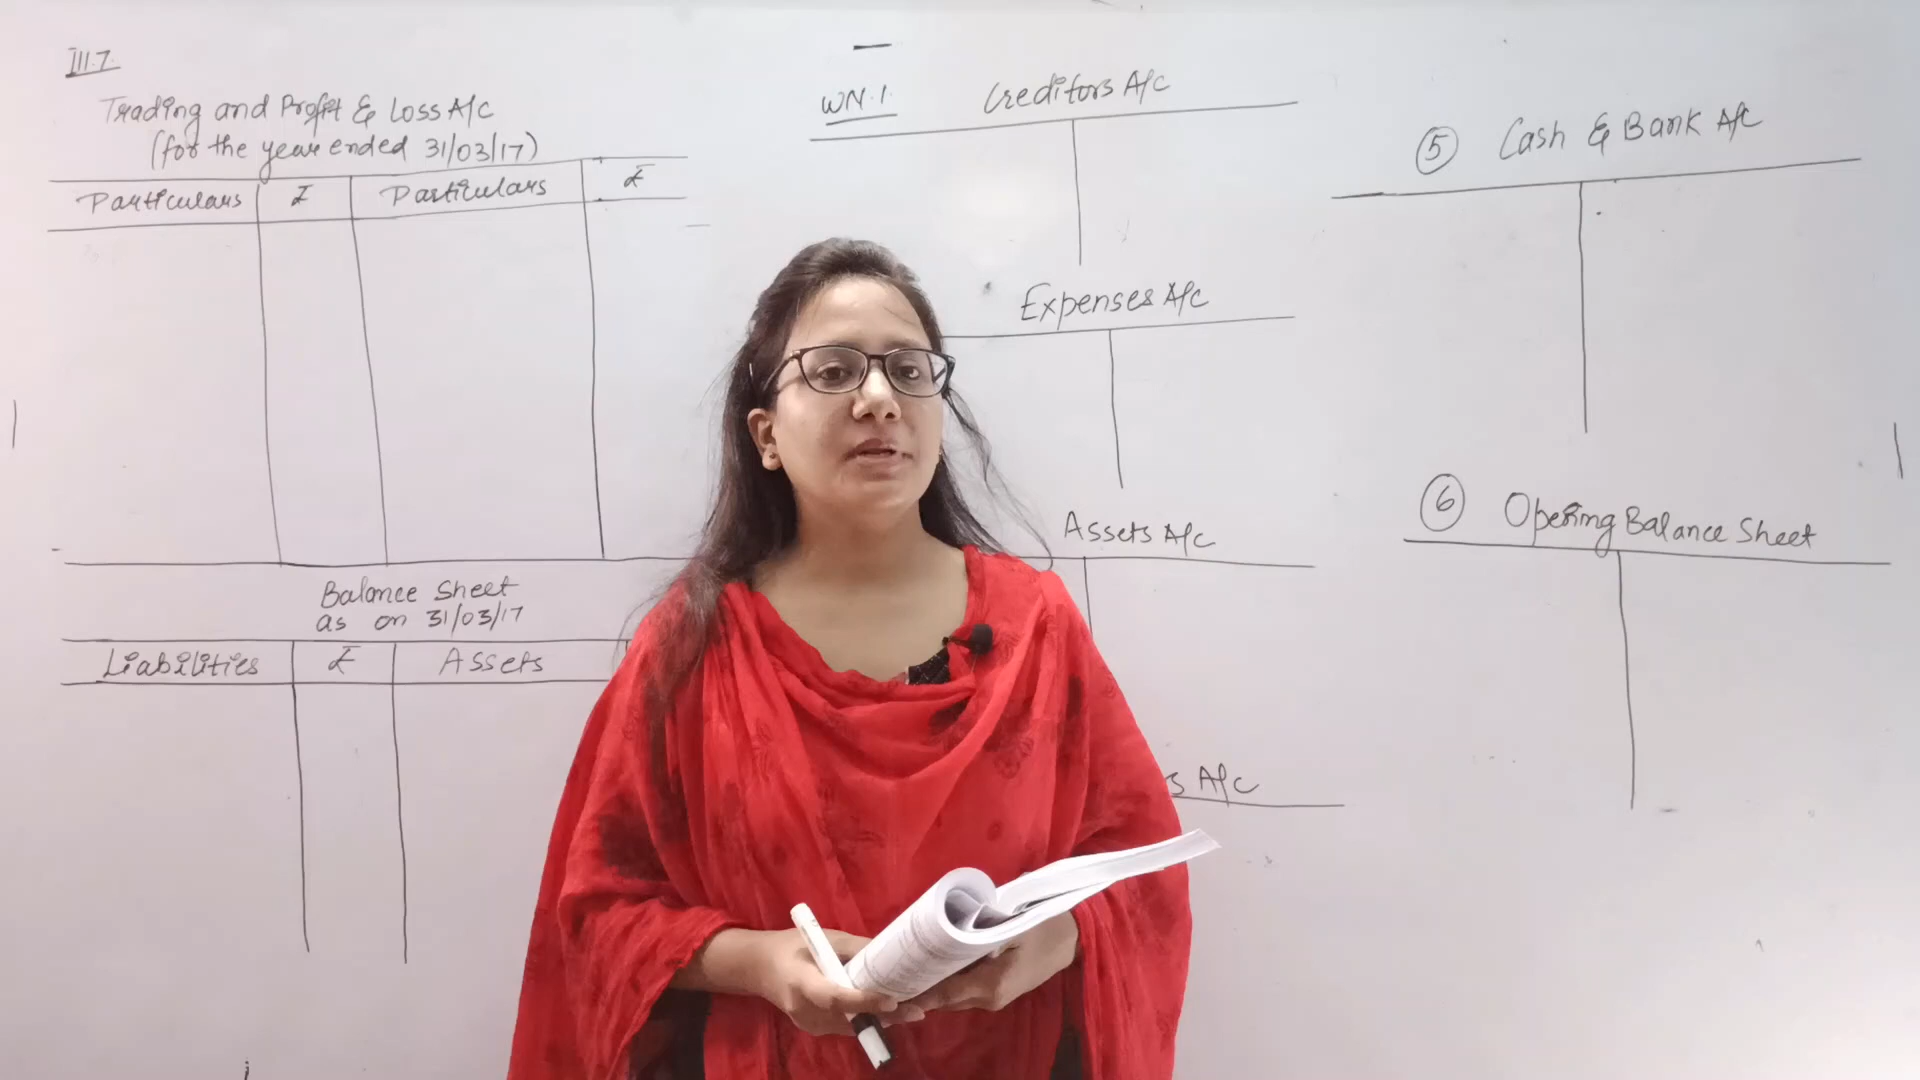 Ill.7.
Trading and Profit & Loss A/c
(for the year ended 31/03/17)
Particulars ₹ Particulars ₹
Balance Sheet
as on 31/03/17
Liabilities ₹ Assets
WN.1. Creditors A/c
Expenses A/c
Assets A/c
s A/c
⑤ Cash & Bank A/c
⑥ Opening Balance Sheet